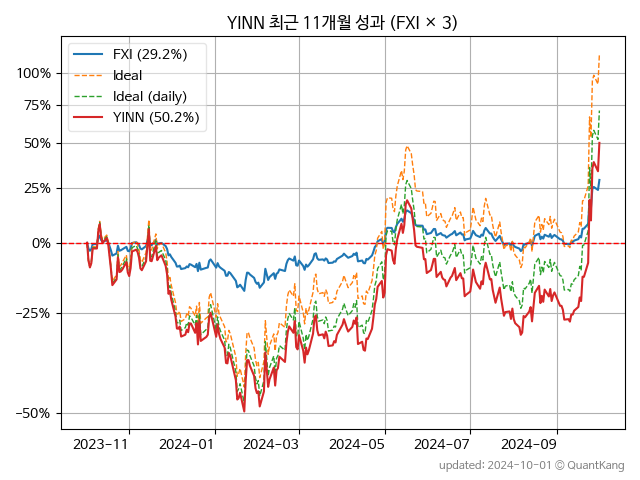 YINN 최근 11개월 성과 (FXI × 3)
FXI (29.2%)
Ideal
Ideal (daily)
YINN (50.2%)
100%
75%
50%
25%
0%
−25%
−50%
2023-11 2024-01 2024-03 2024-05 2024-07 2024-09
updated: 2024-10-01 © QuantKang